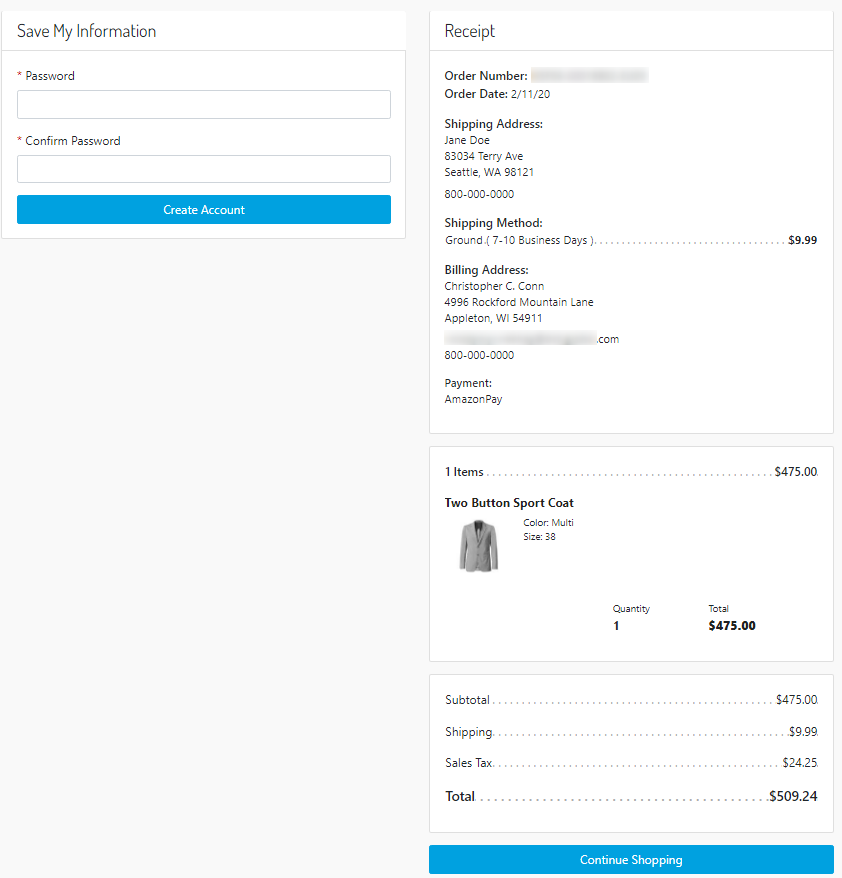 Save My Information
* Password
* Confirm Password
Create Account
Receipt
Order Number:
Order Date: 2/11/20
Shipping Address:
Jane Doe
83034 Terry Ave
Seattle, WA 98121
800-000-0000
Shipping Method:
Ground ( 7-10 Business Days ) $9.99
Billing Address:
Christopher C. Conn
4996 Rockford Mountain Lane
Appleton, WI 54911
.com
800-000-0000
Payment:
AmazonPay
1 Items $475.00
Two Button Sport Coat
Color: Multi
Size: 38
Quantity Total
1 $475.00
Subtotal $475.00
Shipping $9.99
Sales Tax $24.25
Total $509.24
Continue Shopping